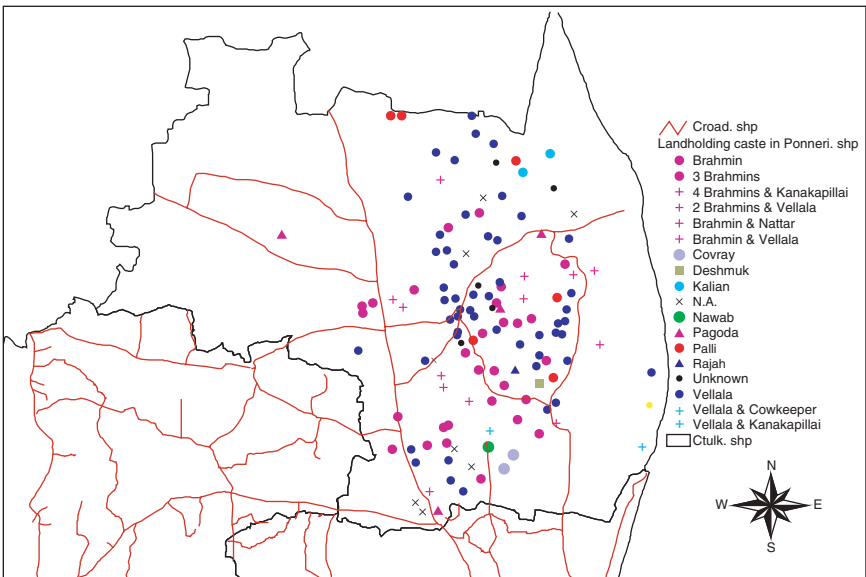 Croad. shp
Landholding caste in Ponneri. shp
Brahmin
3 Brahmins
4 Brahmins & Kanakapillai
2 Brahmins & Vellala
Brahmin & Nattar
Brahmin & Vellala
Covray
Deshmuk
Kalian
N.A.
Nawab
Pagoda
Palli
Rajah
Unknown
Vellala
Vellala & Cowkeeper
Vellala & Kanakapillai
Ctulk. shp
N
W E
S